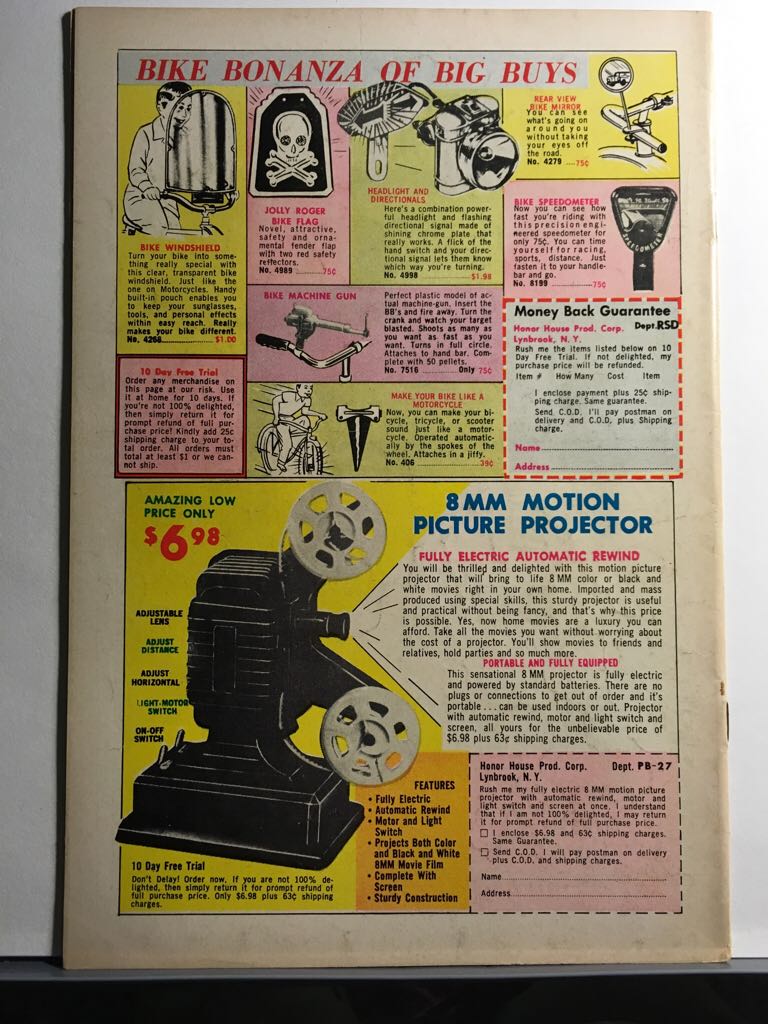 BIKE BONANZA OF BIG BUYS
BIKE WINDSHIELD
Turn your bike into some-
thing really special with
this clear, transparent bike
windshield. Just like the
one on Motorcycles. Handy
built-in pouch enables you
to keep your sunglasses,
tools, and personal effects
within easy reach. Really
makes your bike different.
No. 4268 $1.00
JOLLY ROGER
BIKE FLAG
Novel, attractive,
safety and orna-
mental fender flap
with two red safety
reflectors.
No. 4989 75¢
HEADLIGHT AND
DIRECTIONALS
Here's a combination power-
ful headlight and flashing
directional signal made of
shining chrome plate that
really works. A flick of the
hand switch and your direc-
tional signal lets them know
which way you're turning.
No. 4998 $1.98
REAR VIEW
BIKE MIRROR
You can see
what's going on
around you
without taking
your eyes off
the road.
No. 4279 75¢
BIKE SPEEDOMETER
Now you can see how
fast you're riding with
this precision engi-
neered speedometer for
only 75¢. You can time
yourself for racing,
sports, distance. Just
fasten it to your handle-
bar and go.
No. 8199 75¢
SPEEDOMETER
BIKE MACHINE GUN
Perfect plastic model of ac-
tual machine-gun. Insert the
BB's and fire away. Turn the
crank and watch your target
blasted. Shoots as many as
you want as fast as you
want. Turns in full circle.
Attaches to hand bar. Com-
plete with 50 pellets.
No. 7516 Only 75¢
10 Day Free Trial
Order any merchandise on
this page at our risk. Use
it at home for 10 days. If
you're not 100% delighted,
then simply return it for
prompt refund of full pur-
chase price! Kindly add 25c
shipping charge to your to-
tal order. All orders must
total at least $1 or we can-
not ship.
MAKE YOUR BIKE LIKE A
MOTORCYCLE
Now, you can make your bi-
cycle, tricycle, or scooter
sound just like a motor-
cycle. Operated automatic-
ally by the spokes of the
wheel. Attaches in a jiffy.
No. 406 39¢
Money Back Guarantee
Honor House Prod. Corp. Dept. RSD
Lynbrook, N. Y.
Rush me the items listed below on 10
Day Free Trial. If not delighted, my
purchase price will be refunded.
Item # How Many Cost Item
I enclose payment plus 25¢ ship-
ping charge. Same guarantee.
Send C.O.D. I'll pay postman on
delivery and C.O.D. plus Shipping
charge.
Name
Address
AMAZING LOW
PRICE ONLY
$6.98
ADJUSTABLE
LENS
ADJUST
DISTANCE
ADJUST
HORIZONTAL
LIGHT-MOTOR
SWITCH
ON-OFF
SWITCH
8 MM MOTION
PICTURE PROJECTOR
FULLY ELECTRIC AUTOMATIC REWIND
You will be thrilled and delighted with this motion picture
projector that will bring to life 8 MM color or black and
white movies right in your own home. Imported and mass
produced using special skills, this sturdy projector is useful
and practical without being fancy, and that's why this price
is possible. Yes, now home movies are a luxury you can
afford. Take all the movies you want without worrying about
the cost of a projector. You'll show movies to friends and
relatives, hold parties and so much more.
PORTABLE AND FULLY EQUIPPED
This sensational 8 MM projector is fully electric
and powered by standard batteries. There are no
plugs or connections to get out of order and it's
portable . . . can be used indoors or out. Projector
with automatic rewind, motor and light switch and
screen, all yours for the unbelievable price of
$6.98 plus 63¢ shipping charges.
10 Day Free Trial
Don't Delay! Order now. If you are not 100% de-
lighted, then simply return it for prompt refund of
full purchase price. Only $6.98 plus 63¢ shipping
charges.
FEATURES
• Fully Electric
• Automatic Rewind
• Motor and Light
Switch
• Projects Both Color
and Black and White
8MM Movie Film
• Complete With
Screen
• Sturdy Construction
Honor House Prod. Corp. Dept. PB-27
Lynbrook, N. Y.
Rush me my fully electric 8 MM motion picture
projector with automatic rewind, motor and
light switch and screen at once. I understand
that if I am not 100% delighted, I may return
it for prompt refund of full purchase price.
☐ I enclose $6.98 and 63¢ shipping charges.
Same Guarantee.
☐ Send C.O.D. I will pay postman on delivery
plus C.O.D. and shipping charges.
Name
Address